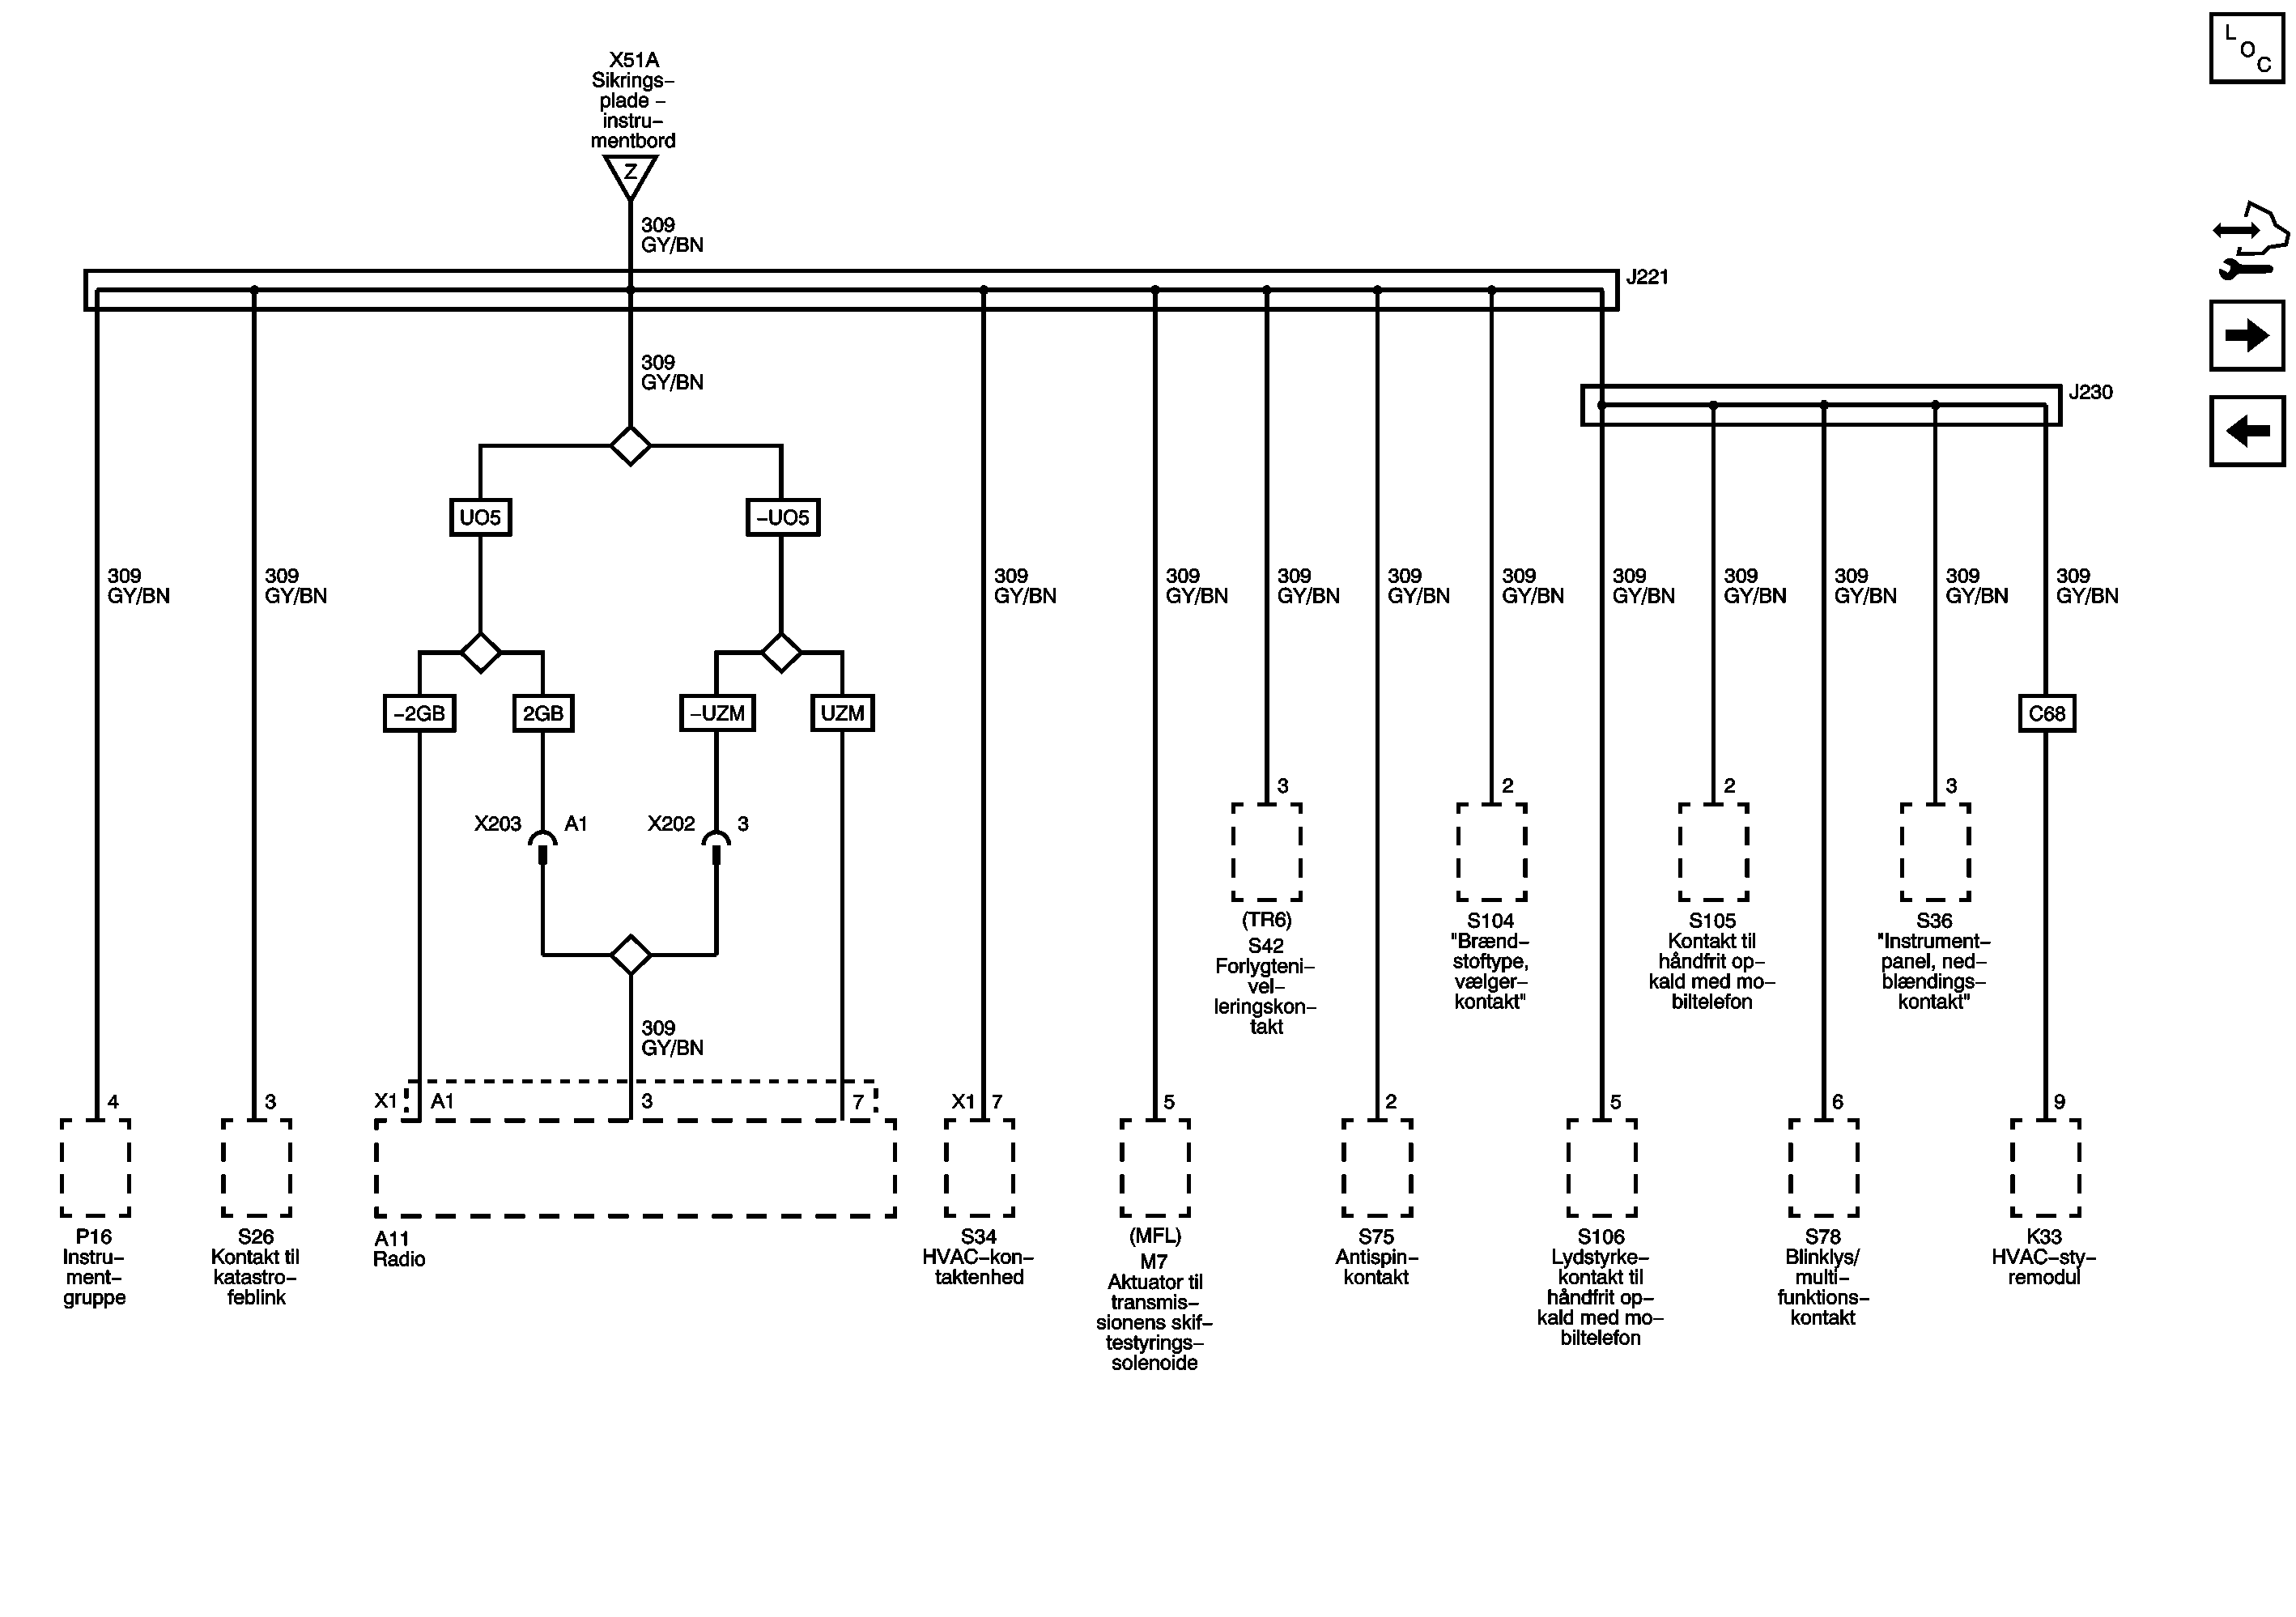 L
O
C
X51A
Sikrings–
plade –
instru–
mentbord
Z
309
GY/BN
J221
309
GY/BN
J230
UO5
–UO5
309
GY/BN
309
GY/BN
309
GY/BN
309
GY/BN
309
GY/BN
309
GY/BN
309
GY/BN
309
GY/BN
309
GY/BN
309
GY/BN
309
GY/BN
309
GY/BN
–2GB
2GB
–UZM
UZM
C68
X203
A1
X202
3
3
(TR6)
S42
Forlygteni–
vel–
leringskon–
takt
2
S104
"Brænd–
stoftype,
vælger–
kontakt"
2
S105
Kontakt til
håndfrit op–
kald med mo–
biltelefon
3
S36
"Instrument–
panel, ned–
blændings–
kontakt"
309
GY/BN
4
P16
Instru–
ment–
gruppe
3
S26
Kontakt til
katastro–
feblink
X1
A1
3
7
A11
Radio
X1
7
S34
HVAC–kon–
taktenhed
5
(MFL)
M7
Aktuator til
transmis–
sionens skif–
testyrings–
solenoide
2
S75
Antispin–
kontakt
5
S106
Lydstyrke–
kontakt til
håndfrit op–
kald med mo–
biltelefon
6
S78
Blinklys/
multi–
funktions–
kontakt
9
K33
HVAC–sty–
remodul